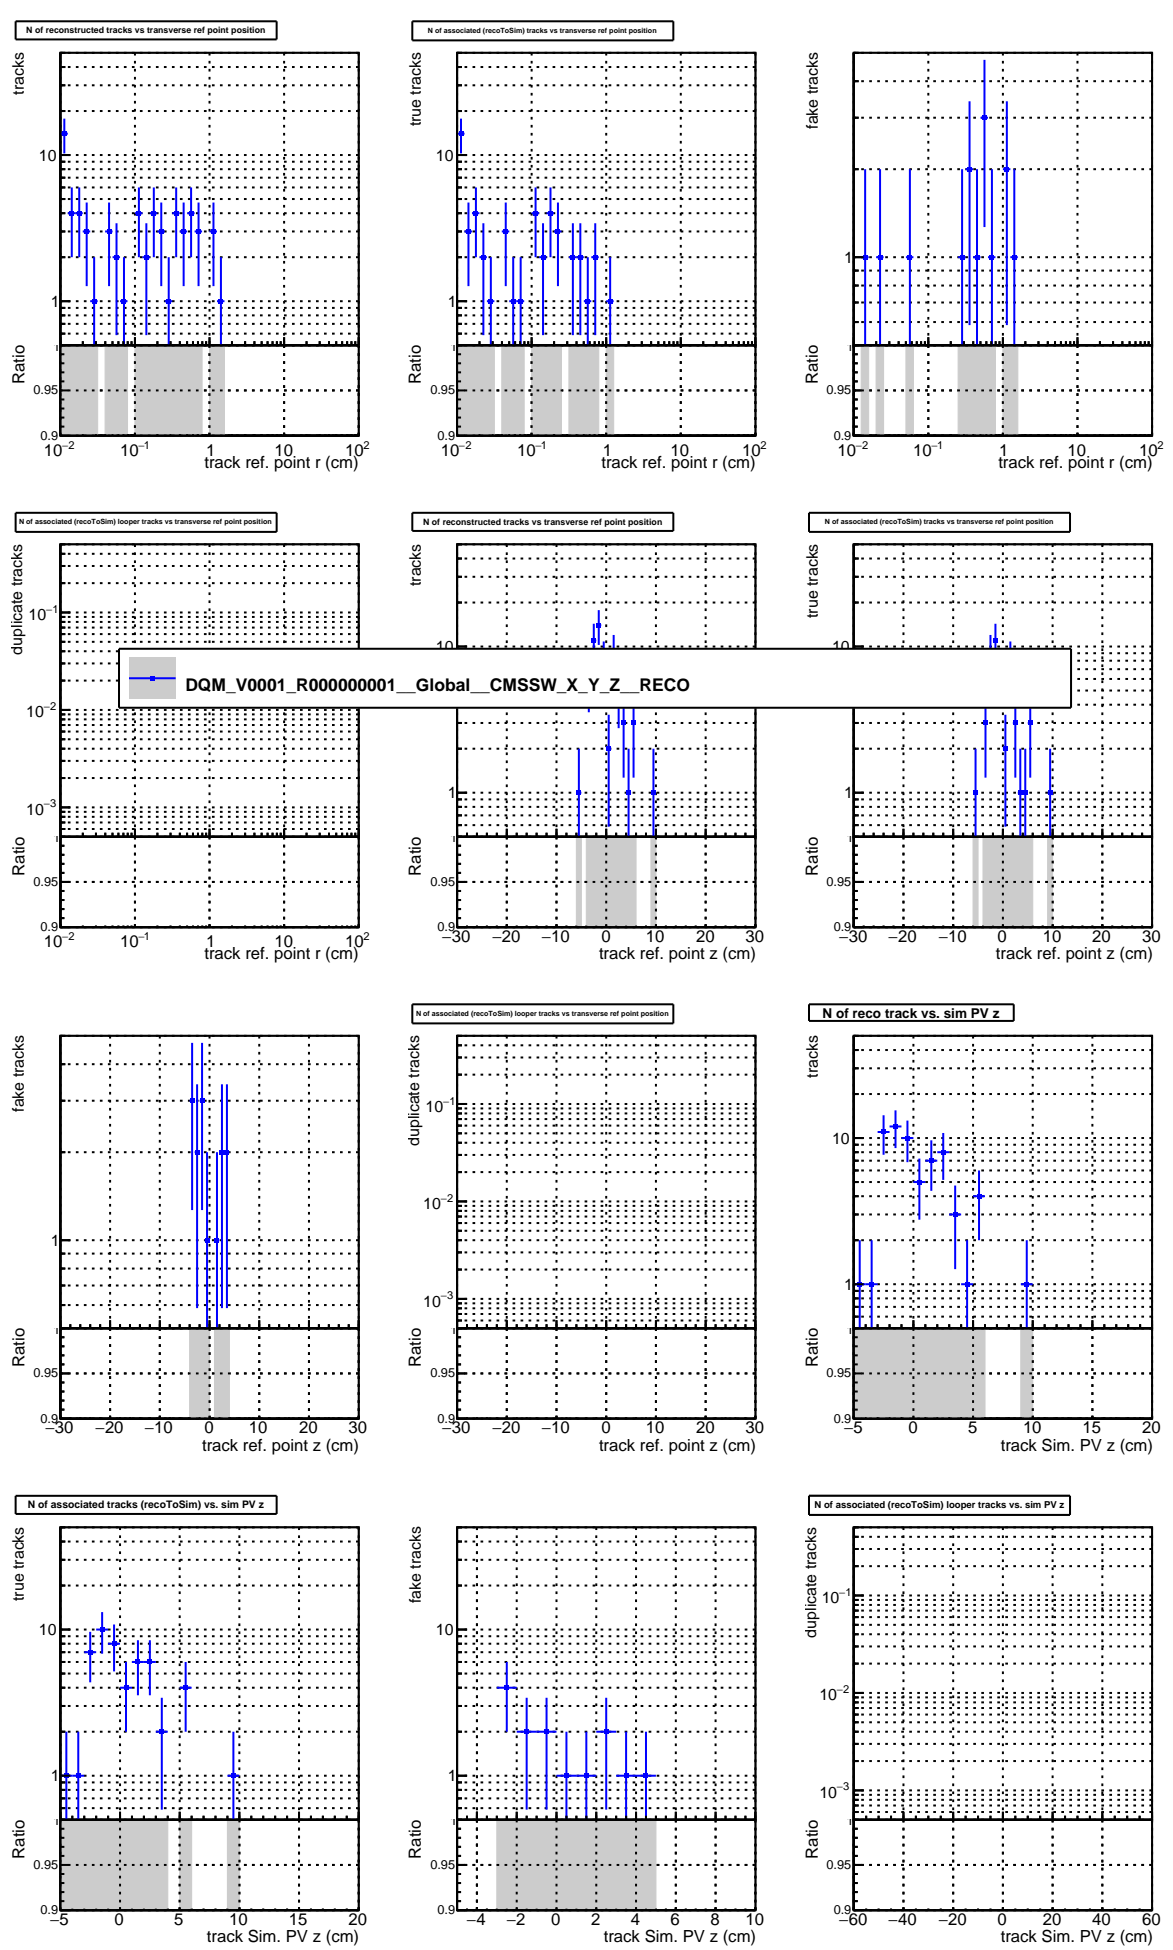 N of reconstructed tracks vs transverse ref point position
tracks
10
1
Ratio
1
0.95
0.9
10−2 10−1 1 10 102
track ref. point r (cm)
N of associated (recoToSim) tracks vs transverse ref point position
true tracks
10
1
Ratio
1
0.95
0.9
10−2 10−1 1 10 102
track ref. point r (cm)
fake tracks
1
Ratio
1
0.95
0.9
10−2 10−1 1 10 102
track ref. point r (cm)
N of associated (recoToSim) looper tracks vs transverse ref point position
duplicate tracks
10−1
10−2
10−3
Ratio
1
0.95
0.9
10−2 10−1 1 10 102
track ref. point r (cm)
N of reconstructed tracks vs transverse ref point position
tracks
10
1
Ratio
1
0.95
0.9
−30 −20 −10 0 10 20 30
track ref. point z (cm)
N of associated (recoToSim) tracks vs transverse ref point position
true tracks
10
1
Ratio
1
0.95
0.9
−30 −20 −10 0 10 20 30
track ref. point z (cm)
DQM_V0001_R000000001__Global__CMSSW_X_Y_Z__RECO
fake tracks
1
Ratio
1
0.95
0.9
−30 −20 −10 0 10 20 30
track ref. point z (cm)
N of associated (recoToSim) looper tracks vs transverse ref point position
duplicate tracks
10−1
10−2
10−3
Ratio
1
0.95
0.9
−30 −20 −10 0 10 20 30
track ref. point z (cm)
N of reco track vs. sim PV z
tracks
10
1
Ratio
1
0.95
0.9
−5 0 5 10 15 20
track Sim. PV z (cm)
N of associated tracks (recoToSim) vs. sim PV z
true tracks
10
1
Ratio
1
0.95
0.9
−5 0 5 10 15 20
track Sim. PV z (cm)
fake tracks
10
1
Ratio
1
0.95
0.9
−4 −2 0 2 4 6 8 10
track Sim. PV z (cm)
N of associated (recoToSim) looper tracks vs. sim PV z
duplicate tracks
10−1
10−2
10−3
Ratio
1
0.95
0.9
−60 −40 −20 0 20 40 60
track Sim. PV z (cm)